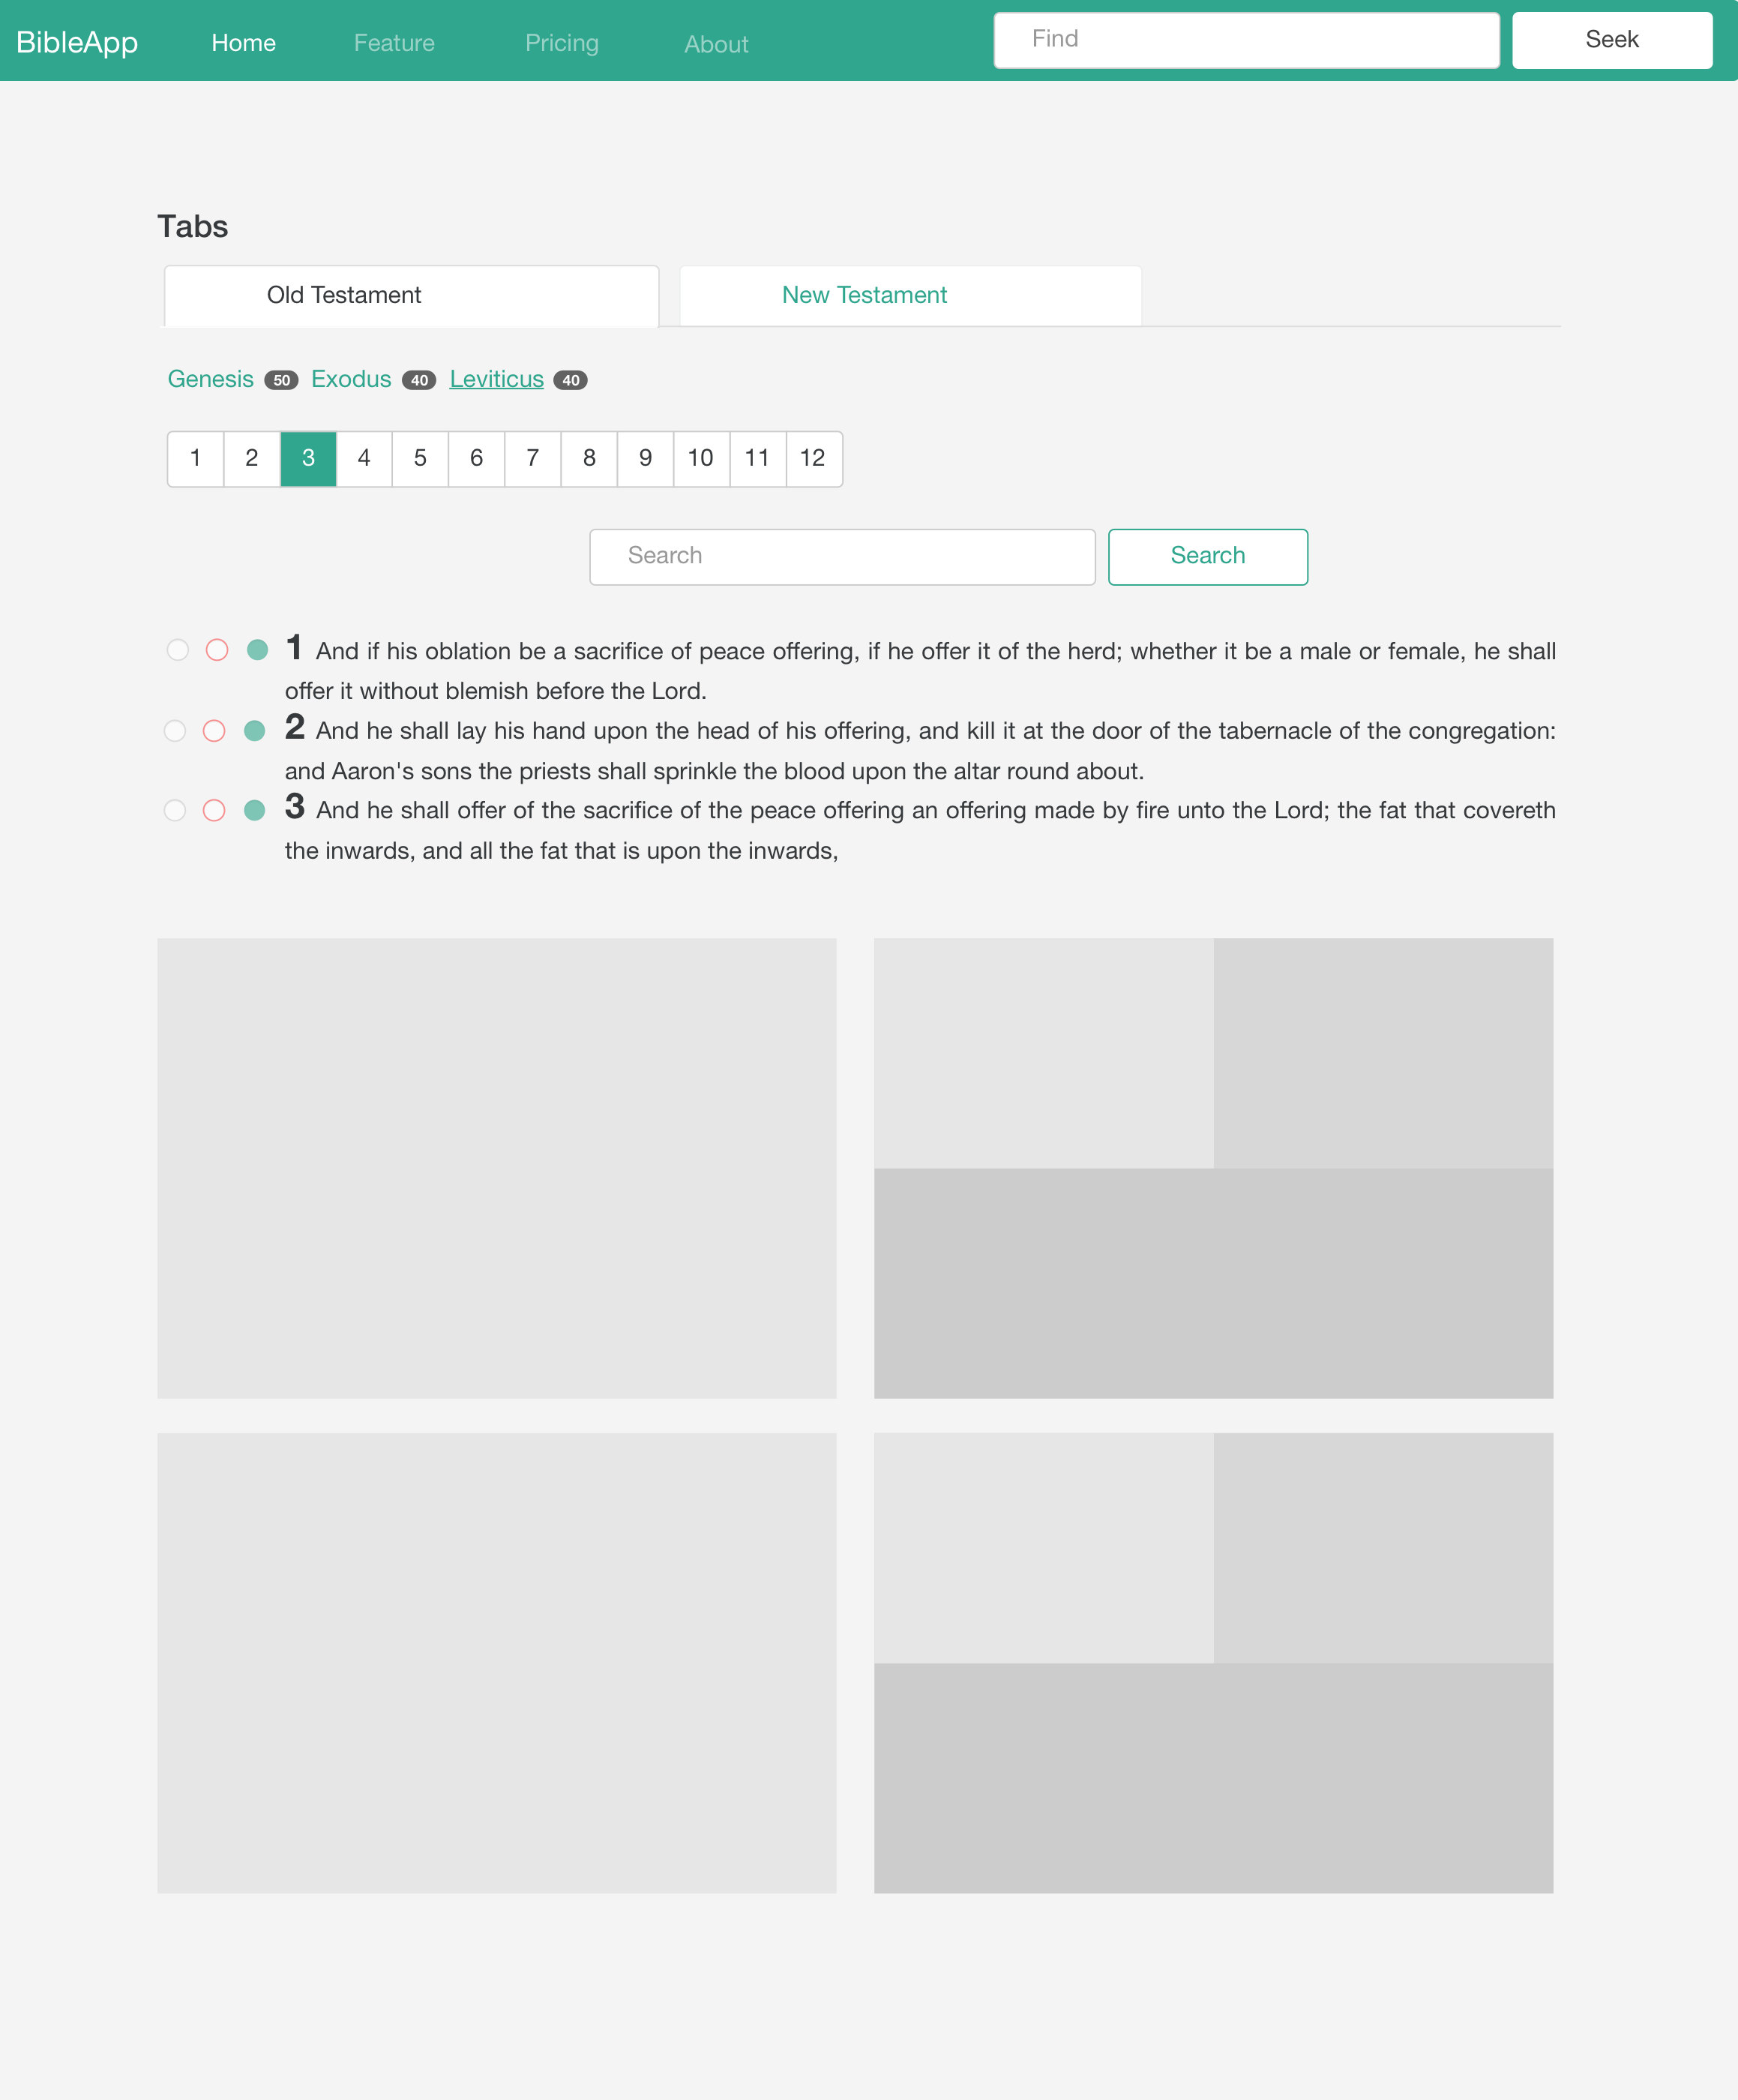 BibleApp Home Feature Pricing About Find Seek
Tabs
Old Testament New Testament
Genesis 50 Exodus 40 Leviticus 40
1 2 3 4 5 6 7 8 9 10 11 12
Search Search
1 And if his oblation be a sacrifice of peace offering, if he offer it of the herd; whether it be a male or female, he shall
offer it without blemish before the Lord.
2 And he shall lay his hand upon the head of his offering, and kill it at the door of the tabernacle of the congregation:
and Aaron's sons the priests shall sprinkle the blood upon the altar round about.
3 And he shall offer of the sacrifice of the peace offering an offering made by fire unto the Lord; the fat that covereth
the inwards, and all the fat that is upon the inwards,